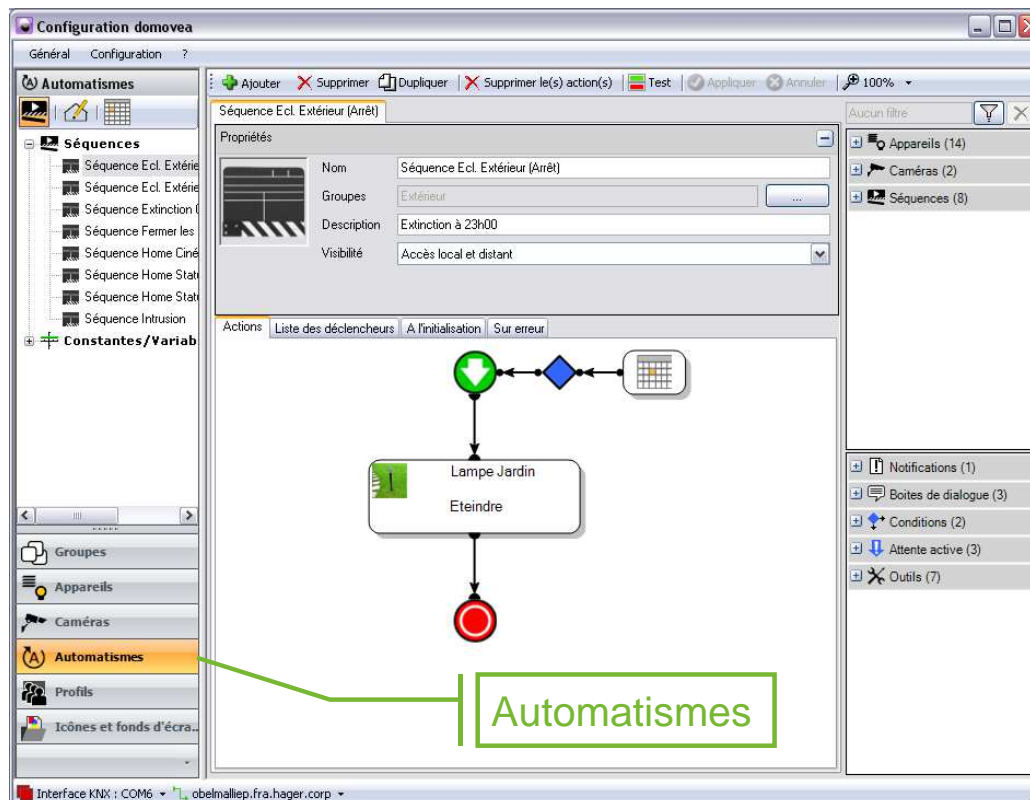 Configuration domovea
Général Configuration ?
Automatismes
Ajouter Supprimer Dupliquer Supprimer le(s) action(s) Test Appliquer Annuler 100%
Séquences
Séquence Ecl. Extérie
Séquence Ecl. Extérie
Séquence Extinction (
Séquence Fermer les
Séquence Home Ciné
Séquence Home Stat
Séquence Home Stat
Séquence Intrusion
Constantes/Variab
Groupes
Appareils
Caméras
Automatismes
Profils
Icônes et fonds d'écra..
Séquence Ecl. Extérieur (Arrêt)
Propriétés
Nom Séquence Ecl. Extérieur (Arrêt)
Groupes Extérieur ...
Description Extinction à 23h00
Visibilité Accès local et distant
Actions Liste des déclencheurs A l'initialisation Sur erreur
Lampe Jardin
Eteindre
Automatismes
Aucun filtre
Appareils (14)
Caméras (2)
Séquences (8)
Notifications (1)
Boites de dialogue (3)
Conditions (2)
Attente active (3)
Outils (7)
Interface KNX : COM6 obelmalliep.fra.hager.corp